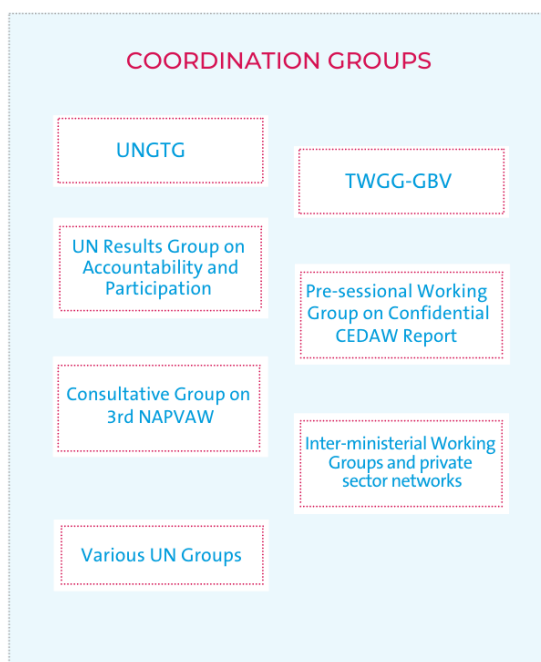 COORDINATION GROUPS
UNGTG
TWGG-GBV
UN Results Group on
Accountability and
Participation
Pre-sessional Working
Group on Confidential
CEDAW Report
Consultative Group on
3rd NAPVAW
Inter-ministerial Working
Groups and private
sector networks
Various UN Groups